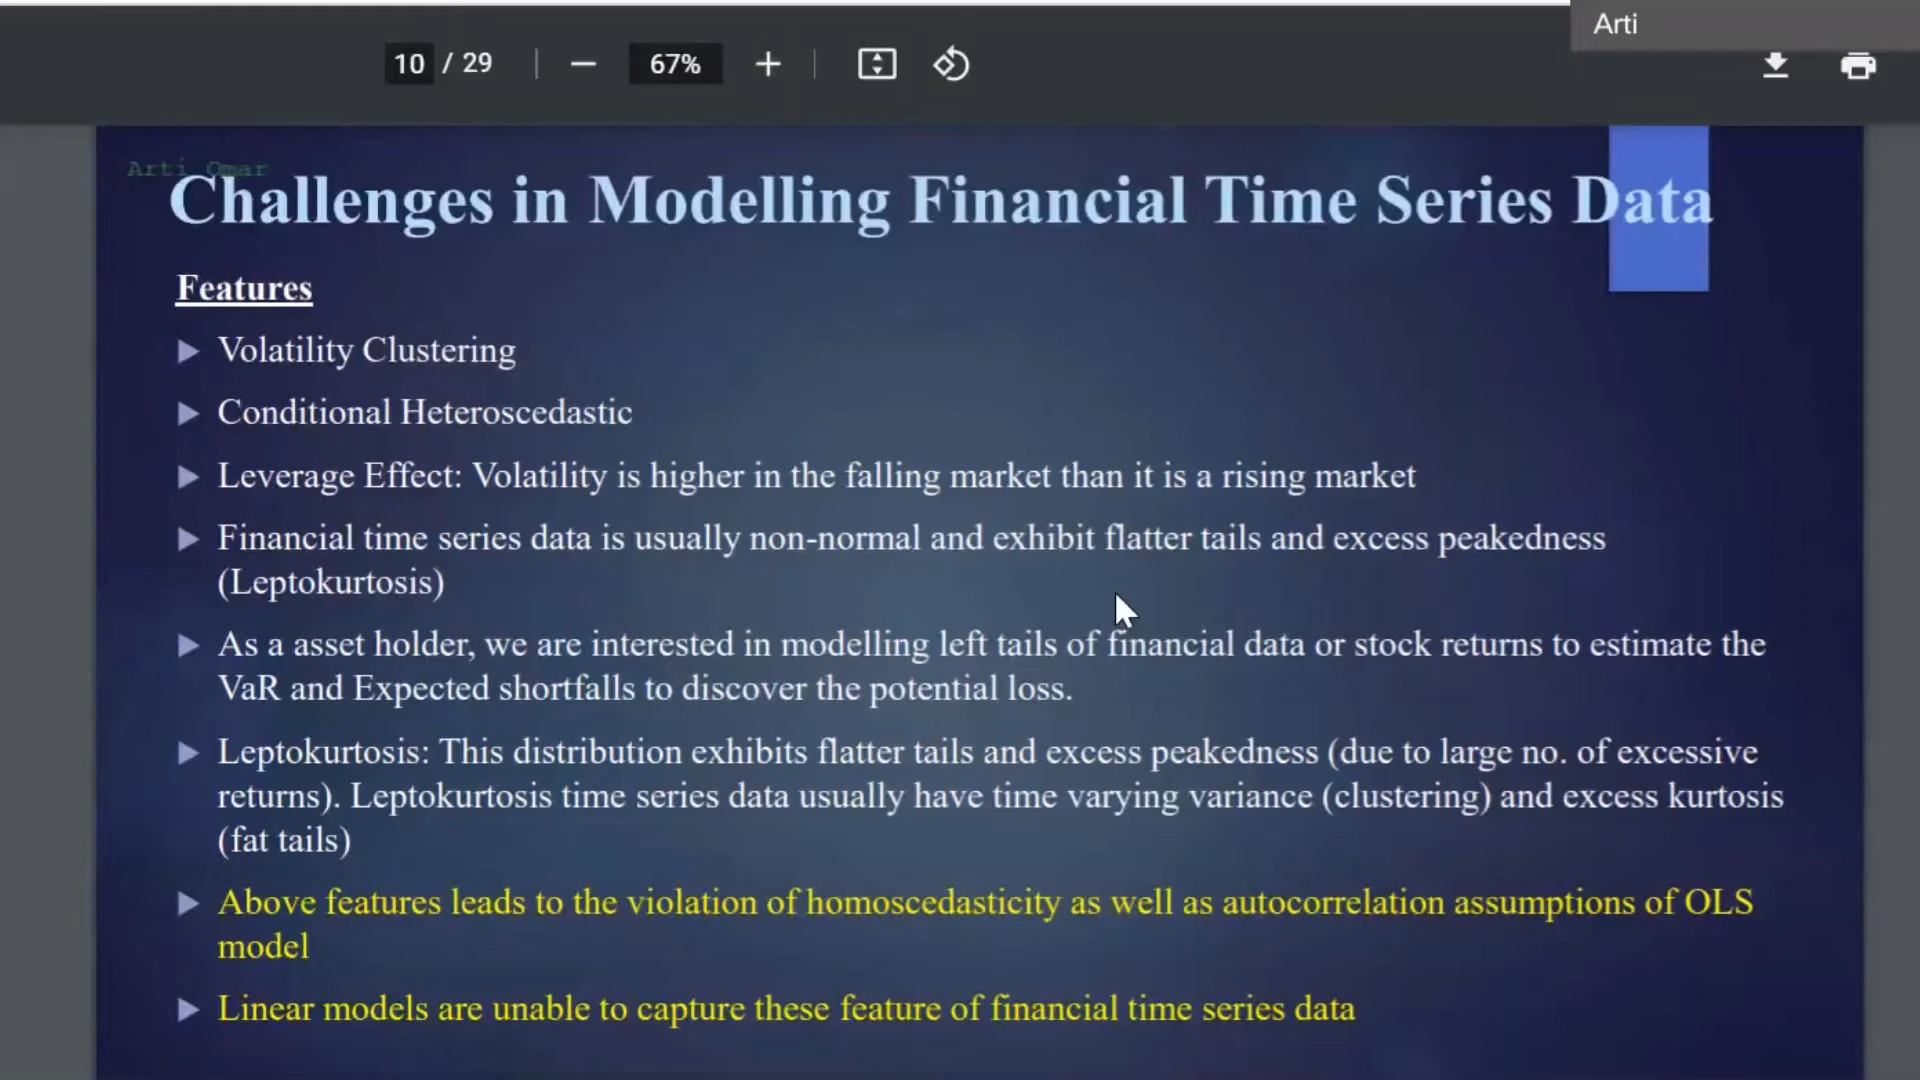 Arti
10 / 29
67%
Arti Omar
Challenges in Modelling Financial Time Series Data
Features
Volatility Clustering
Conditional Heteroscedastic
Leverage Effect: Volatility is higher in the falling market than it is a rising market
Financial time series data is usually non-normal and exhibit flatter tails and excess peakedness
(Leptokurtosis)
As a asset holder, we are interested in modelling left tails of financial data or stock returns to estimate the
VaR and Expected shortfalls to discover the potential loss.
Leptokurtosis: This distribution exhibits flatter tails and excess peakedness (due to large no. of excessive
returns). Leptokurtosis time series data usually have time varying variance (clustering) and excess kurtosis
(fat tails)
Above features leads to the violation of homoscedasticity as well as autocorrelation assumptions of OLS
model
Linear models are unable to capture these feature of financial time series data